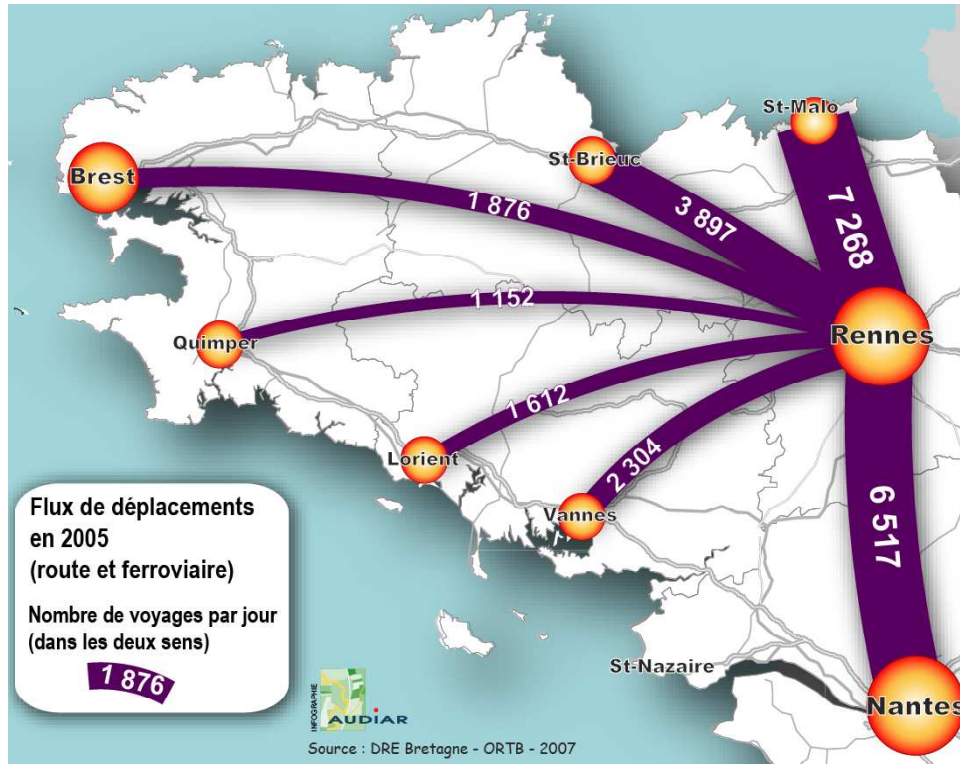 St-Malo
St-Brieuc
Brest
7 268
3 897
1 876
1 152
Rennes
Quimper
1 612
Lorient
2 304
Vannes
6 517
Flux de déplacements
en 2005
(route et ferroviaire)
Nombre de voyages par jour
(dans les deux sens)
1 876
St-Nazaire
Nantes
INFOGRAPHIE
AUDIAR
Source : DRE Bretagne - ORTB - 2007